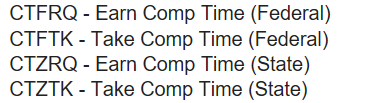 CTFRQ - Earn Comp Time (Federal)
CTFTK - Take Comp Time (Federal)
CTZRQ - Earn Comp Time (State)
CTZTK - Take Comp Time (State)